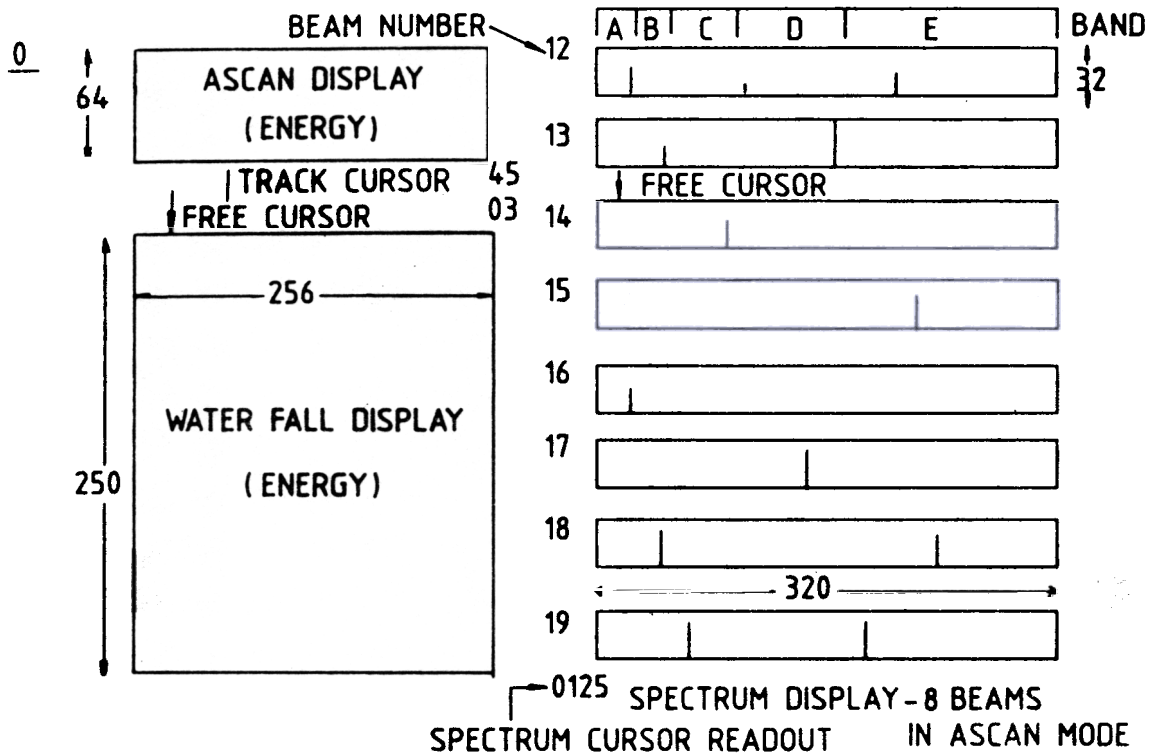 BEAM NUMBER
0
64
ASCAN DISPLAY
(ENERGY)
TRACK CURSOR 45
FREE CURSOR 03
256
WATER FALL DISPLAY
(ENERGY)
250
A B C D E BAND
12
32
13
FREE CURSOR
14
15
16
17
18
320
19
0125
SPECTRUM CURSOR READOUT
SPECTRUM DISPLAY - 8 BEAMS
IN ASCAN MODE